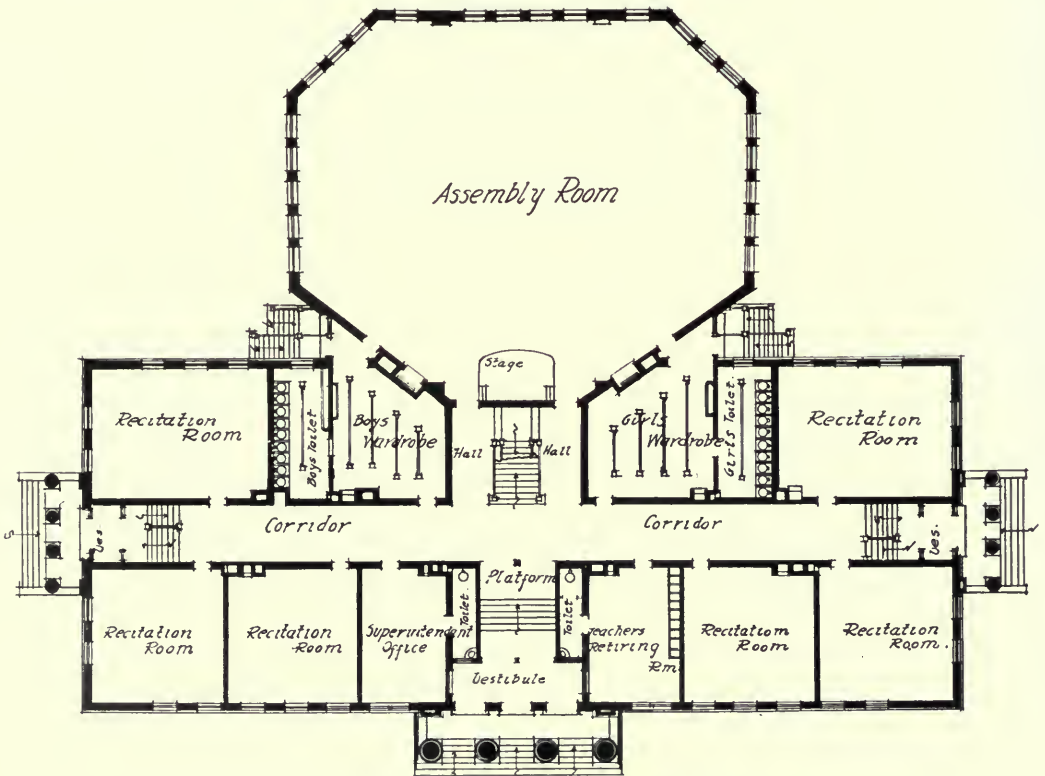 Assembly Room
Stage
Recitation
Room
Boys Toilet
Boys
Wardrobe
Hall
Hall
Girls
Wardrobe
Girls Toilet.
Recitation
Room
Ves
Corridor
Corridor
Ves.
Recitation
Room
Recitation
Room
Superintendant
Office
Toilet.
Platform
Toilet
Teachers
Retiring
Rm.
Recitation
Room
Recitation
Room.
Vestibule